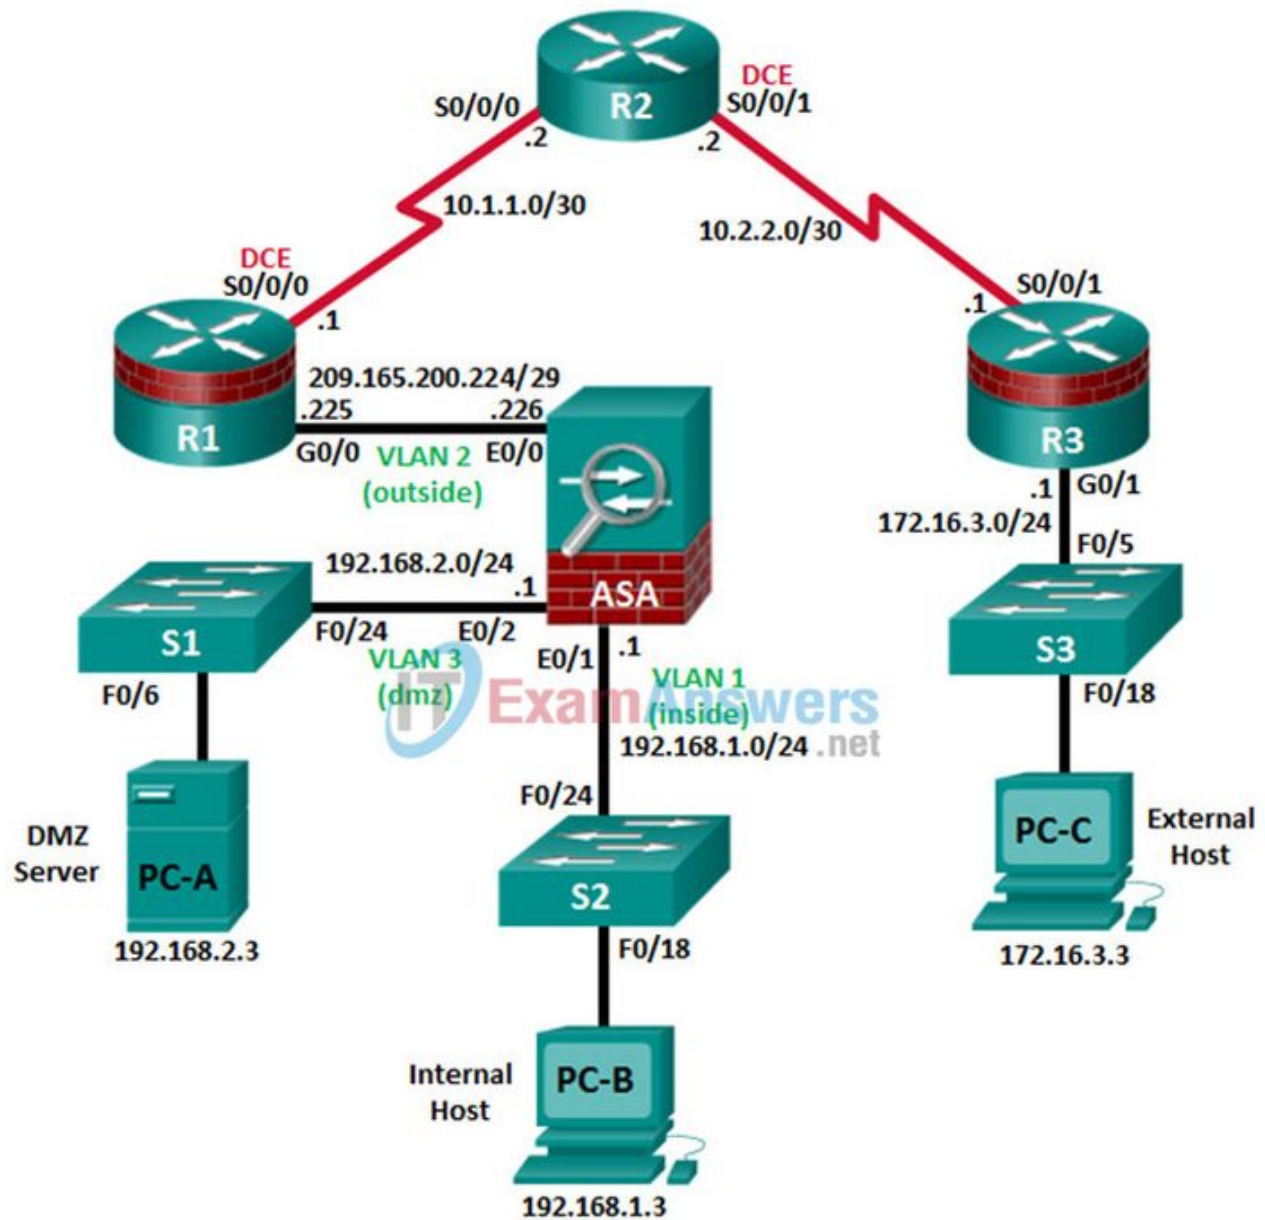 DCE
S0/0/0
R2
S0/0/1
.2
.2
10.1.1.0/30
10.2.2.0/30
DCE
S0/0/0
S0/0/1
.1
.1
209.165.200.224/29
.225
.226
R1
R3
G0/0
VLAN 2
E0/0
(outside)
.1
G0/1
172.16.3.0/24
F0/5
192.168.2.0/24
.1
ASA
S1
F0/24
E0/2
S3
VLAN 3
(dmz)
E0/1
.1
VLAN 1
(inside)
F0/6
F0/18
ITExamAnswers
.net
192.168.1.0/24
F0/24
DMZ
Server
PC-A
PC-C
External
Host
S2
192.168.2.3
F0/18
172.16.3.3
Internal
Host
PC-B
192.168.1.3